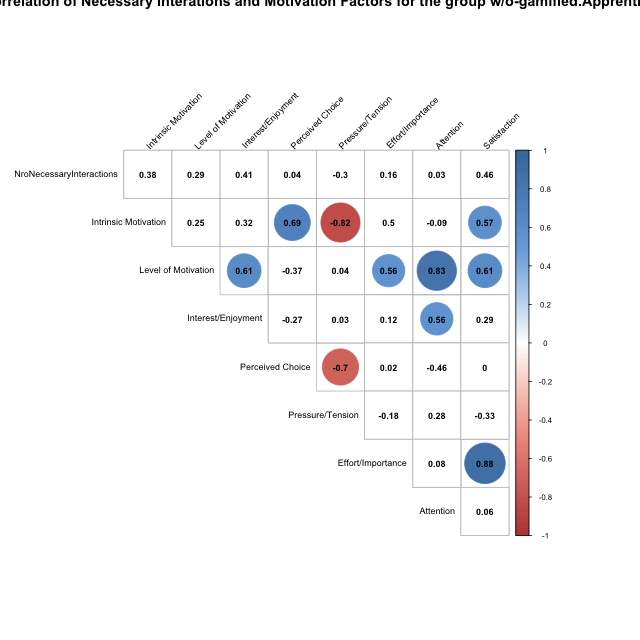 rrelation of Necessary Interations and Motivation Factors for the group w/o-gamified.Apprenti
Intrinsic Motivation
Level of Motivation
Interest/Enjoyment
Perceived Choice
Pressure/Tension
Effort/Importance
Attention
Satisfaction
NroNecessaryInteractions 0.38 0.29 0.41 0.04 -0.3 0.16 0.03 0.46
Intrinsic Motivation 0.25 0.32 0.69 -0.82 0.5 -0.09 0.57
Level of Motivation 0.61 -0.37 0.04 0.56 0.83 0.61
Interest/Enjoyment -0.27 0.03 0.12 0.56 0.29
Perceived Choice -0.7 0.02 -0.46 0
Pressure/Tension -0.18 0.28 -0.33
Effort/Importance 0.08 0.88
Attention 0.06
1
0.8
0.6
0.4
0.2
0
-0.2
-0.4
-0.6
-0.8
-1